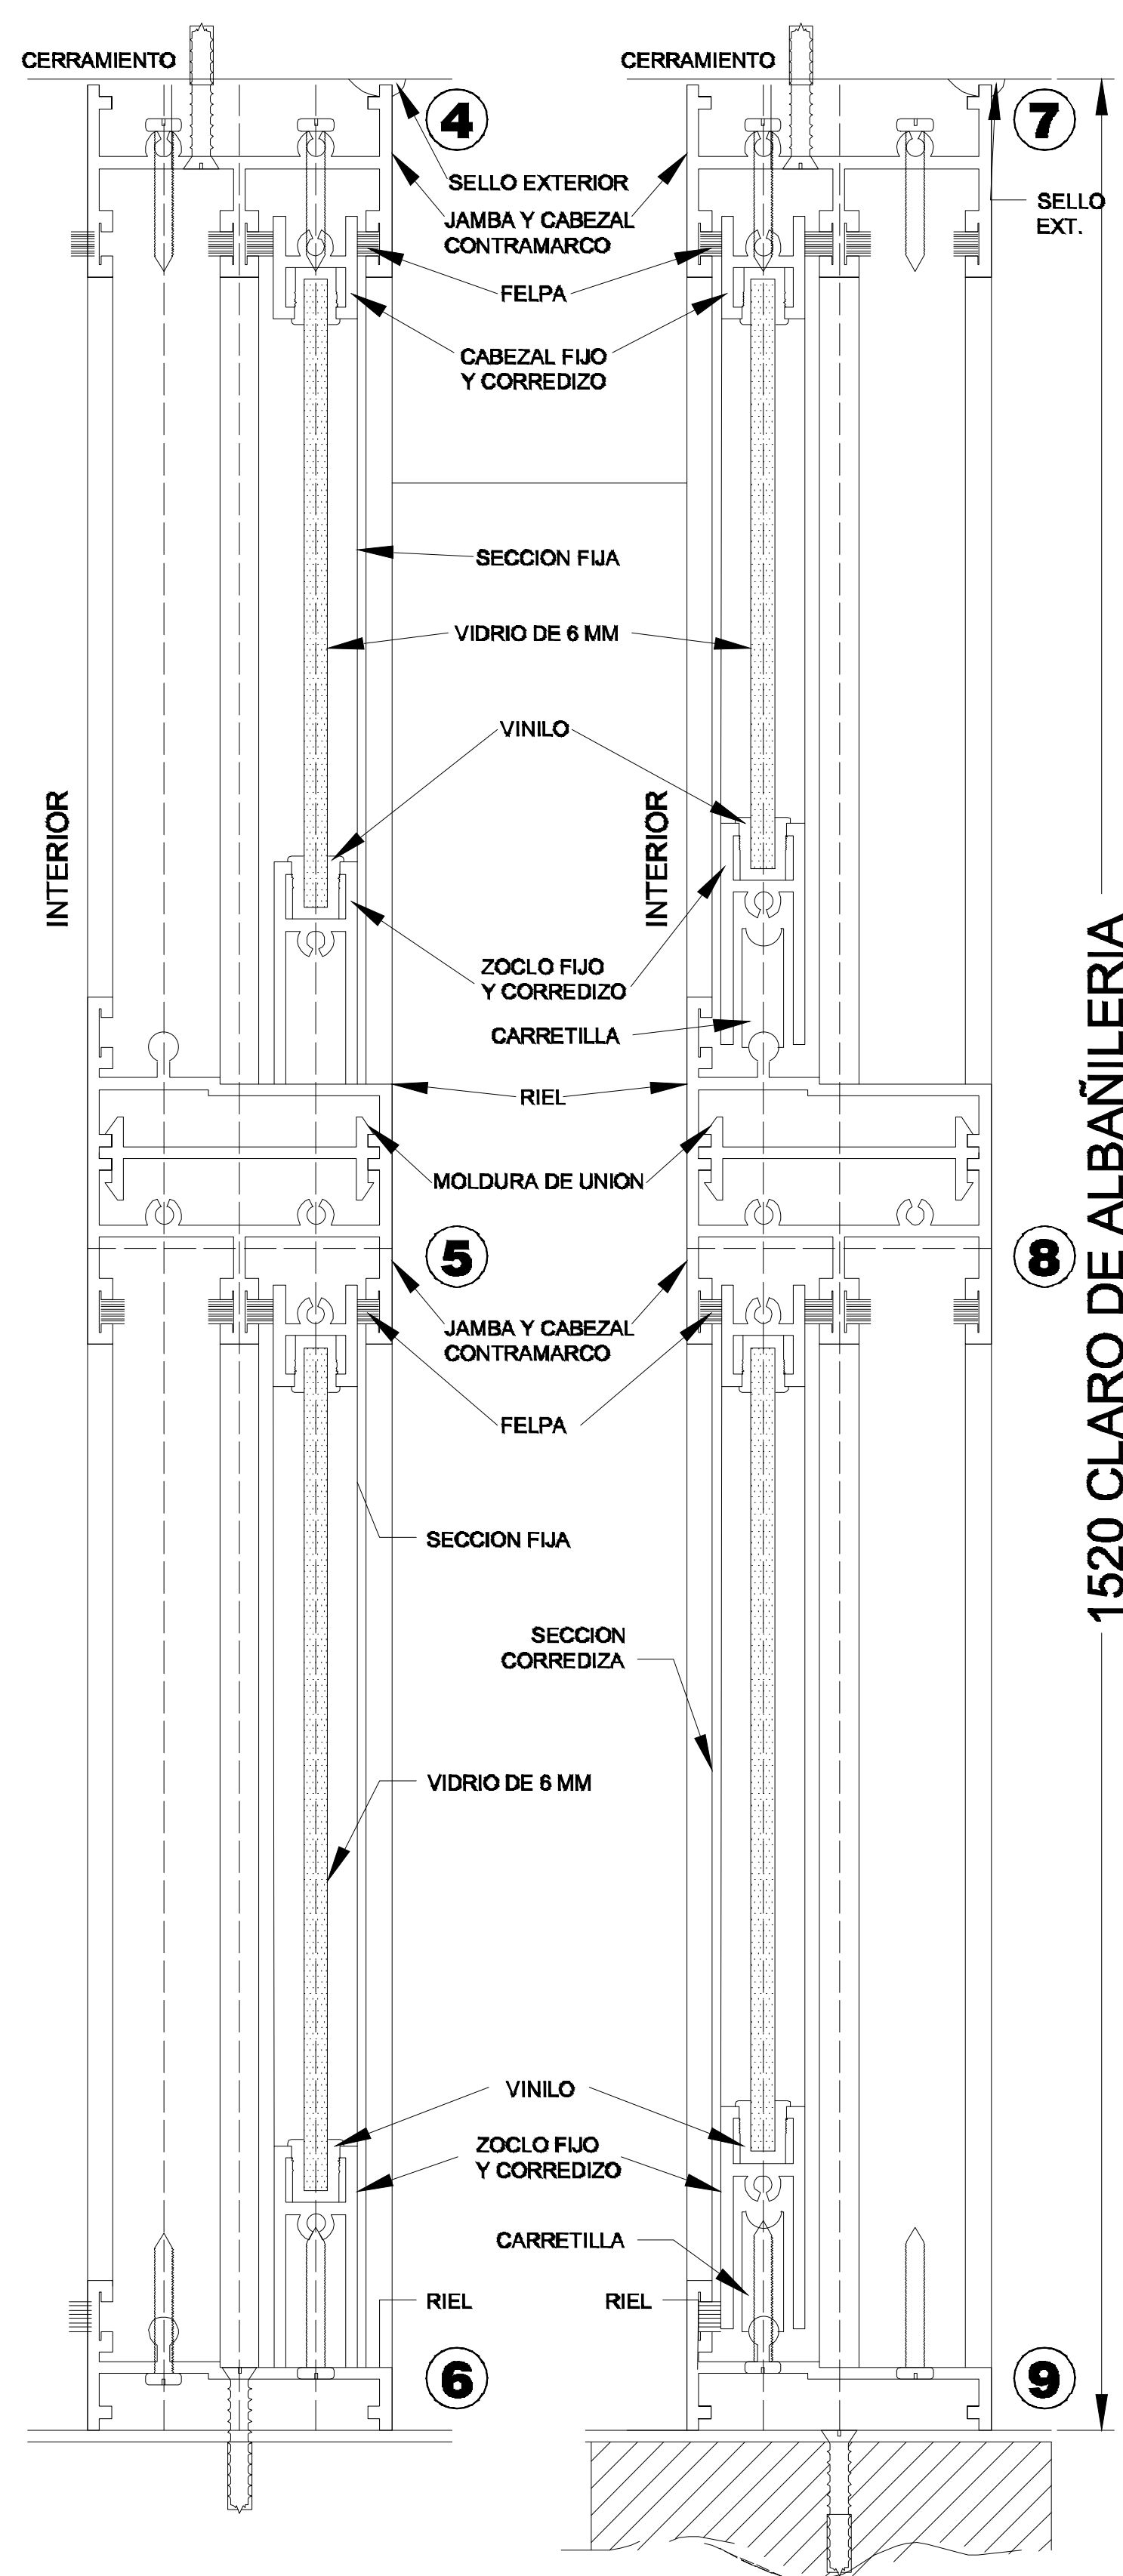 CERRAMIENTO
CERRAMIENTO
4
7
SELLO EXTERIOR
SELLO
EXT.
JAMBA Y CABEZAL
CONTRAMARCO
FELPA
CABEZAL FIJO
Y CORREDIZO
SECCION FIJA
VIDRIO DE 6 MM
VINILO
INTERIOR
INTERIOR
ZOCLO FIJO
Y CORREDIZO
CARRETILLA
RIEL
MOLDURA DE UNION
5
8
JAMBA Y CABEZAL
CONTRAMARCO
FELPA
SECCION FIJA
1520 CLARO DE ALBAÑILERIA
SECCION
CORREDIZA
VIDRIO DE 6 MM
VINILO
ZOCLO FIJO
Y CORREDIZO
CARRETILLA
RIEL
RIEL
6
9